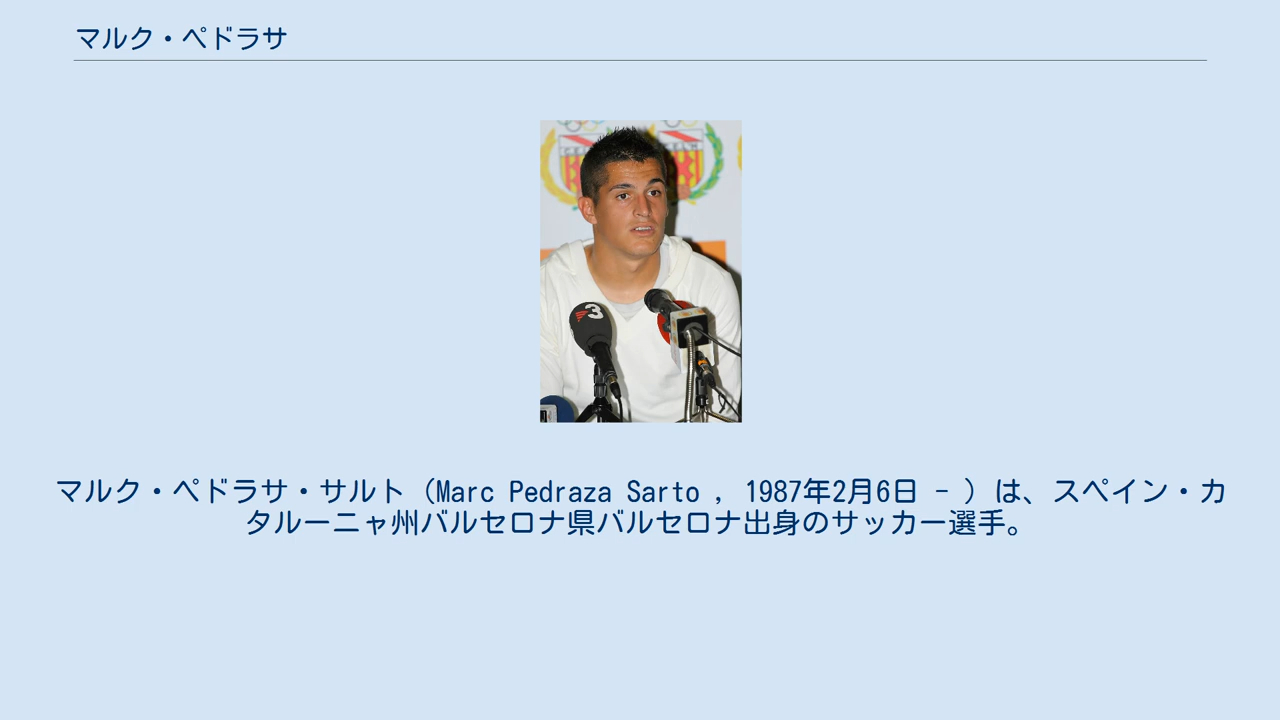 マルク・ペドラサ
3
マルク・ペドラサ・サルト（Marc Pedraza Sarto , 1987年2月6日 - ）は、スペイン・カ
タルーニャ州バルセロナ県バルセロナ出身のサッカー選手。